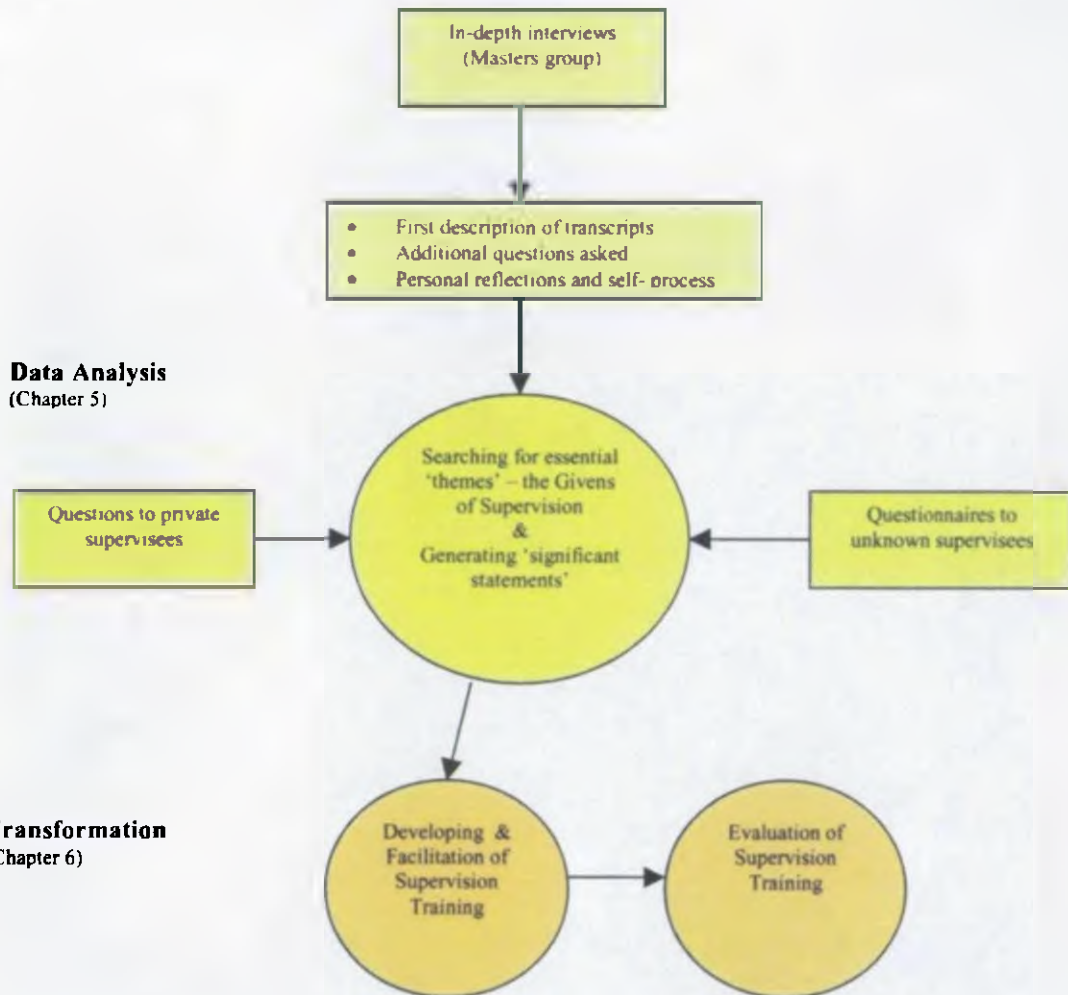 In-depth interviews
(Masters group)
• First description of transcripts
• Additional questions asked
• Personal reflections and self- process
Data Analysis
(Chapter 5)
Searching for essential
‘themes’ – the Givens
of Supervision
&
Generating ‘significant
statements’
Questions to private
supervisees
Questionnaires to
unknown supervisees
ransformation
Chapter 6)
Developing &
Facilitation of
Supervision
Training
Evaluation of
Supervision
Training